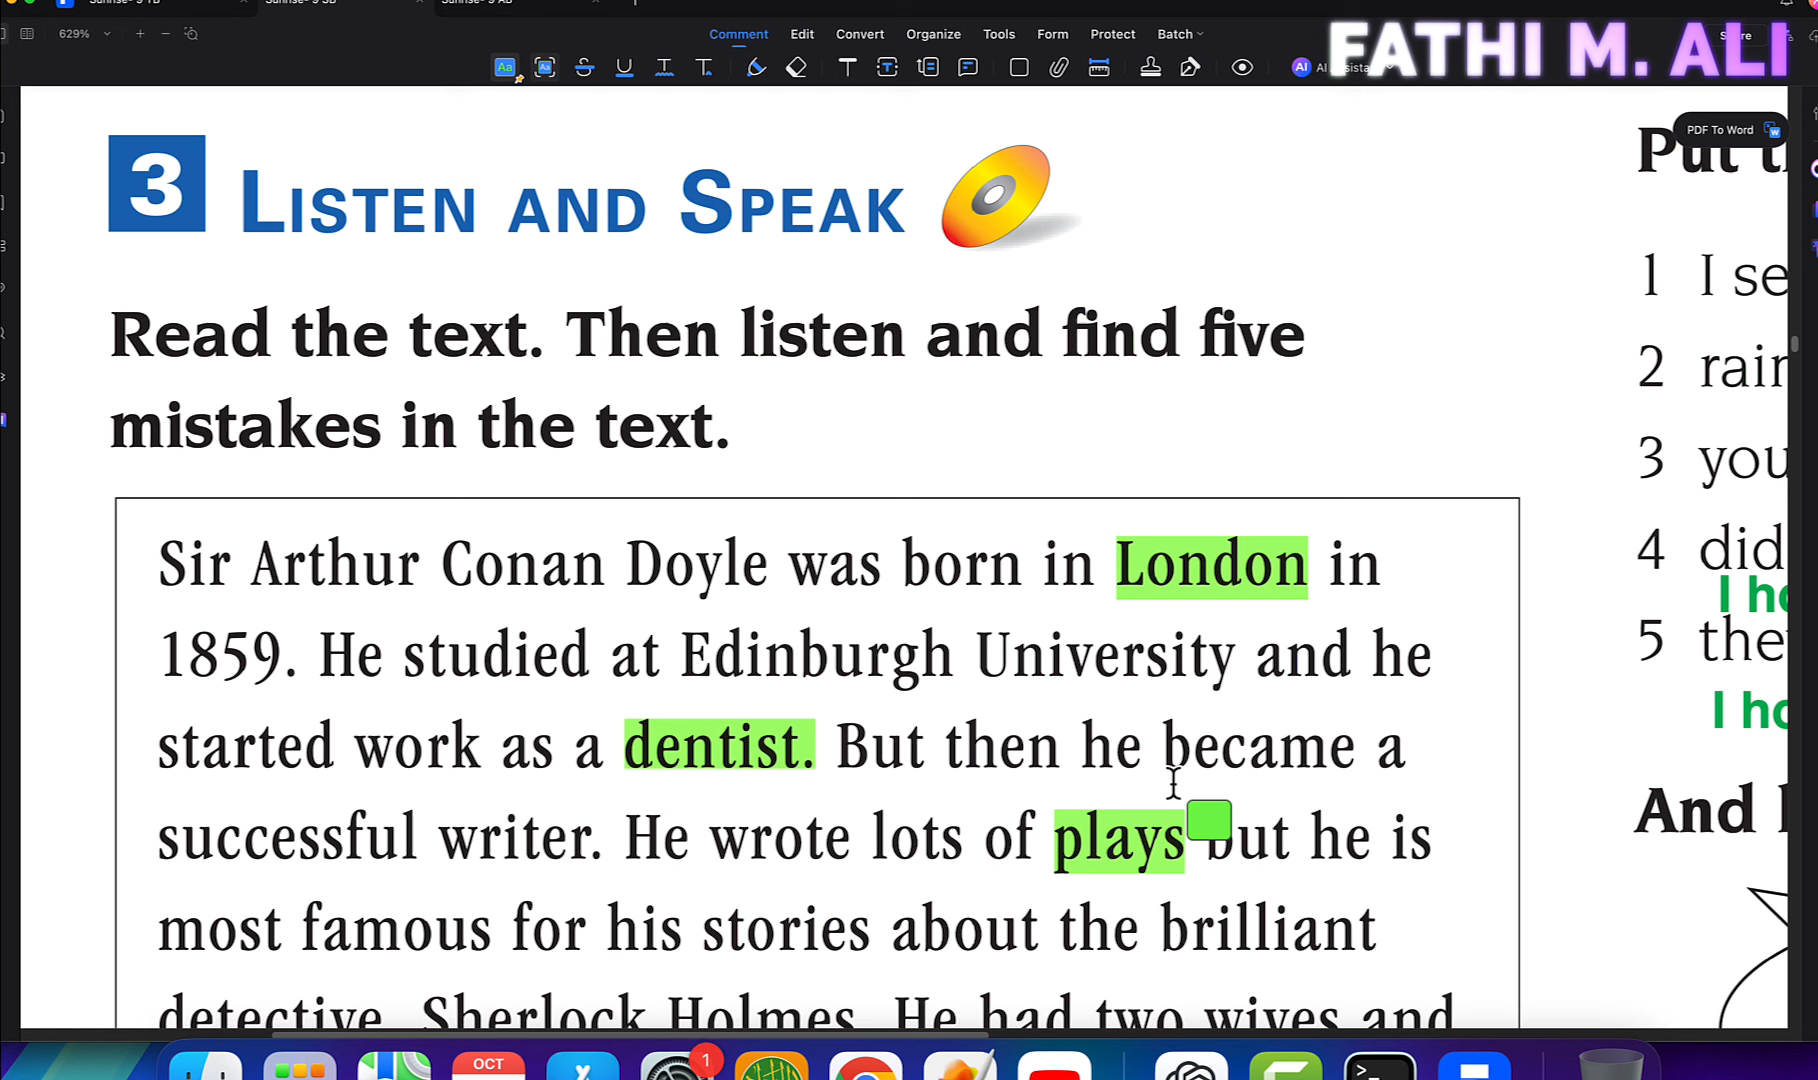 629%
Comment Edit Convert Organize Tools Form Protect Batch
FATHI M. ALI
PDF To Word
3 LISTEN AND SPEAK
Read the text. Then listen and find five
mistakes in the text.
Sir Arthur Conan Doyle was born in London in
1859. He studied at Edinburgh University and he
started work as a dentist. But then he became a
successful writer. He wrote lots of plays but he is
most famous for his stories about the brilliant
detective, Sherlock Holmes. He had two wives and
1 I se
2 rain
3 you
4 did
I ho
5 the
I ho
And
OCT
1